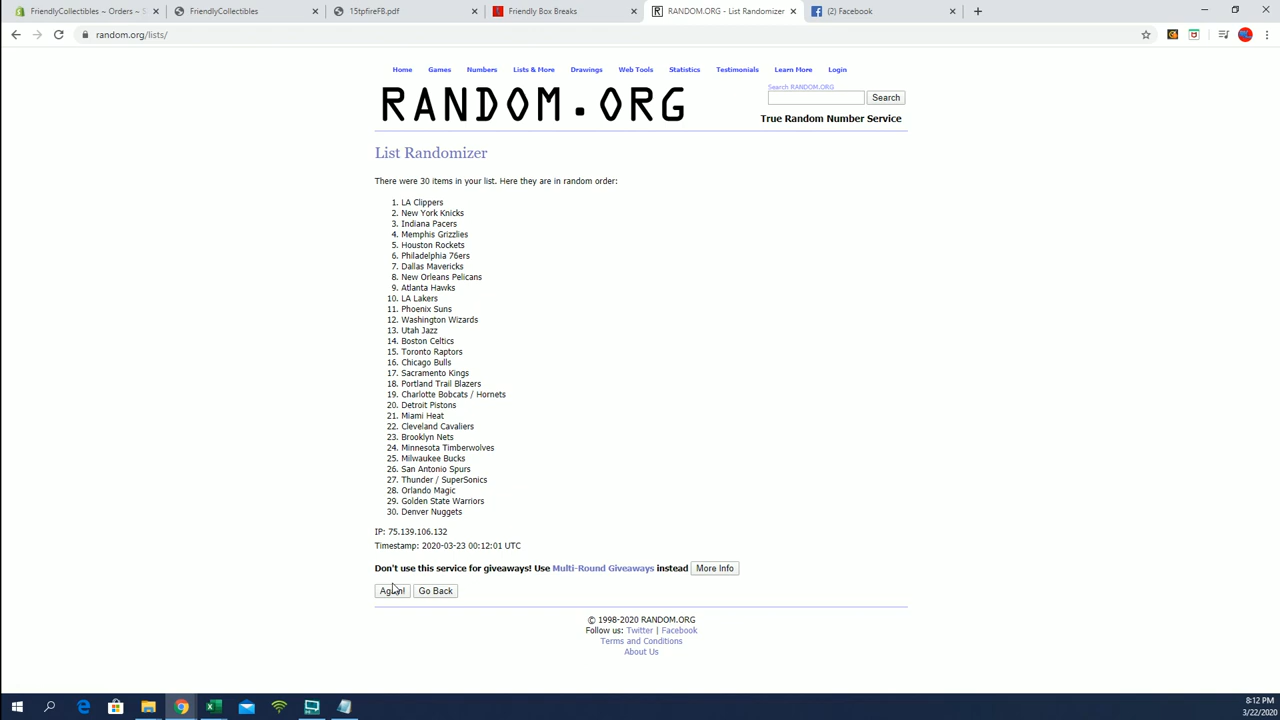 FriendlyCollectibles ~ Orders ~ S
FriendlyCollectibles
15tpfireFB.pdf
Friendly Box Breaks
RANDOM.ORG - List Randomizer
(2) Facebook
random.org/lists/
Home Games Numbers Lists & More Drawings Web Tools Statistics Testimonials Learn More Login
Search RANDOM.ORG
RANDOM.ORG
Search
True Random Number Service
List Randomizer
There were 30 items in your list. Here they are in random order:
1. LA Clippers
2. New York Knicks
3. Indiana Pacers
4. Memphis Grizzlies
5. Houston Rockets
6. Philadelphia 76ers
7. Dallas Mavericks
8. New Orleans Pelicans
9. Atlanta Hawks
10. LA Lakers
11. Phoenix Suns
12. Washington Wizards
13. Utah Jazz
14. Boston Celtics
15. Toronto Raptors
16. Chicago Bulls
17. Sacramento Kings
18. Portland Trail Blazers
19. Charlotte Bobcats / Hornets
20. Detroit Pistons
21. Miami Heat
22. Cleveland Cavaliers
23. Brooklyn Nets
24. Minnesota Timberwolves
25. Milwaukee Bucks
26. San Antonio Spurs
27. Thunder / SuperSonics
28. Orlando Magic
29. Golden State Warriors
30. Denver Nuggets
IP: 75.139.106.132
Timestamp: 2020-03-23 00:12:01 UTC
Don't use this service for giveaways! Use Multi-Round Giveaways instead More Info
Again! Go Back
© 1998-2020 RANDOM.ORG
Follow us: Twitter | Facebook
Terms and Conditions
About Us
8:12 PM
3/22/2020